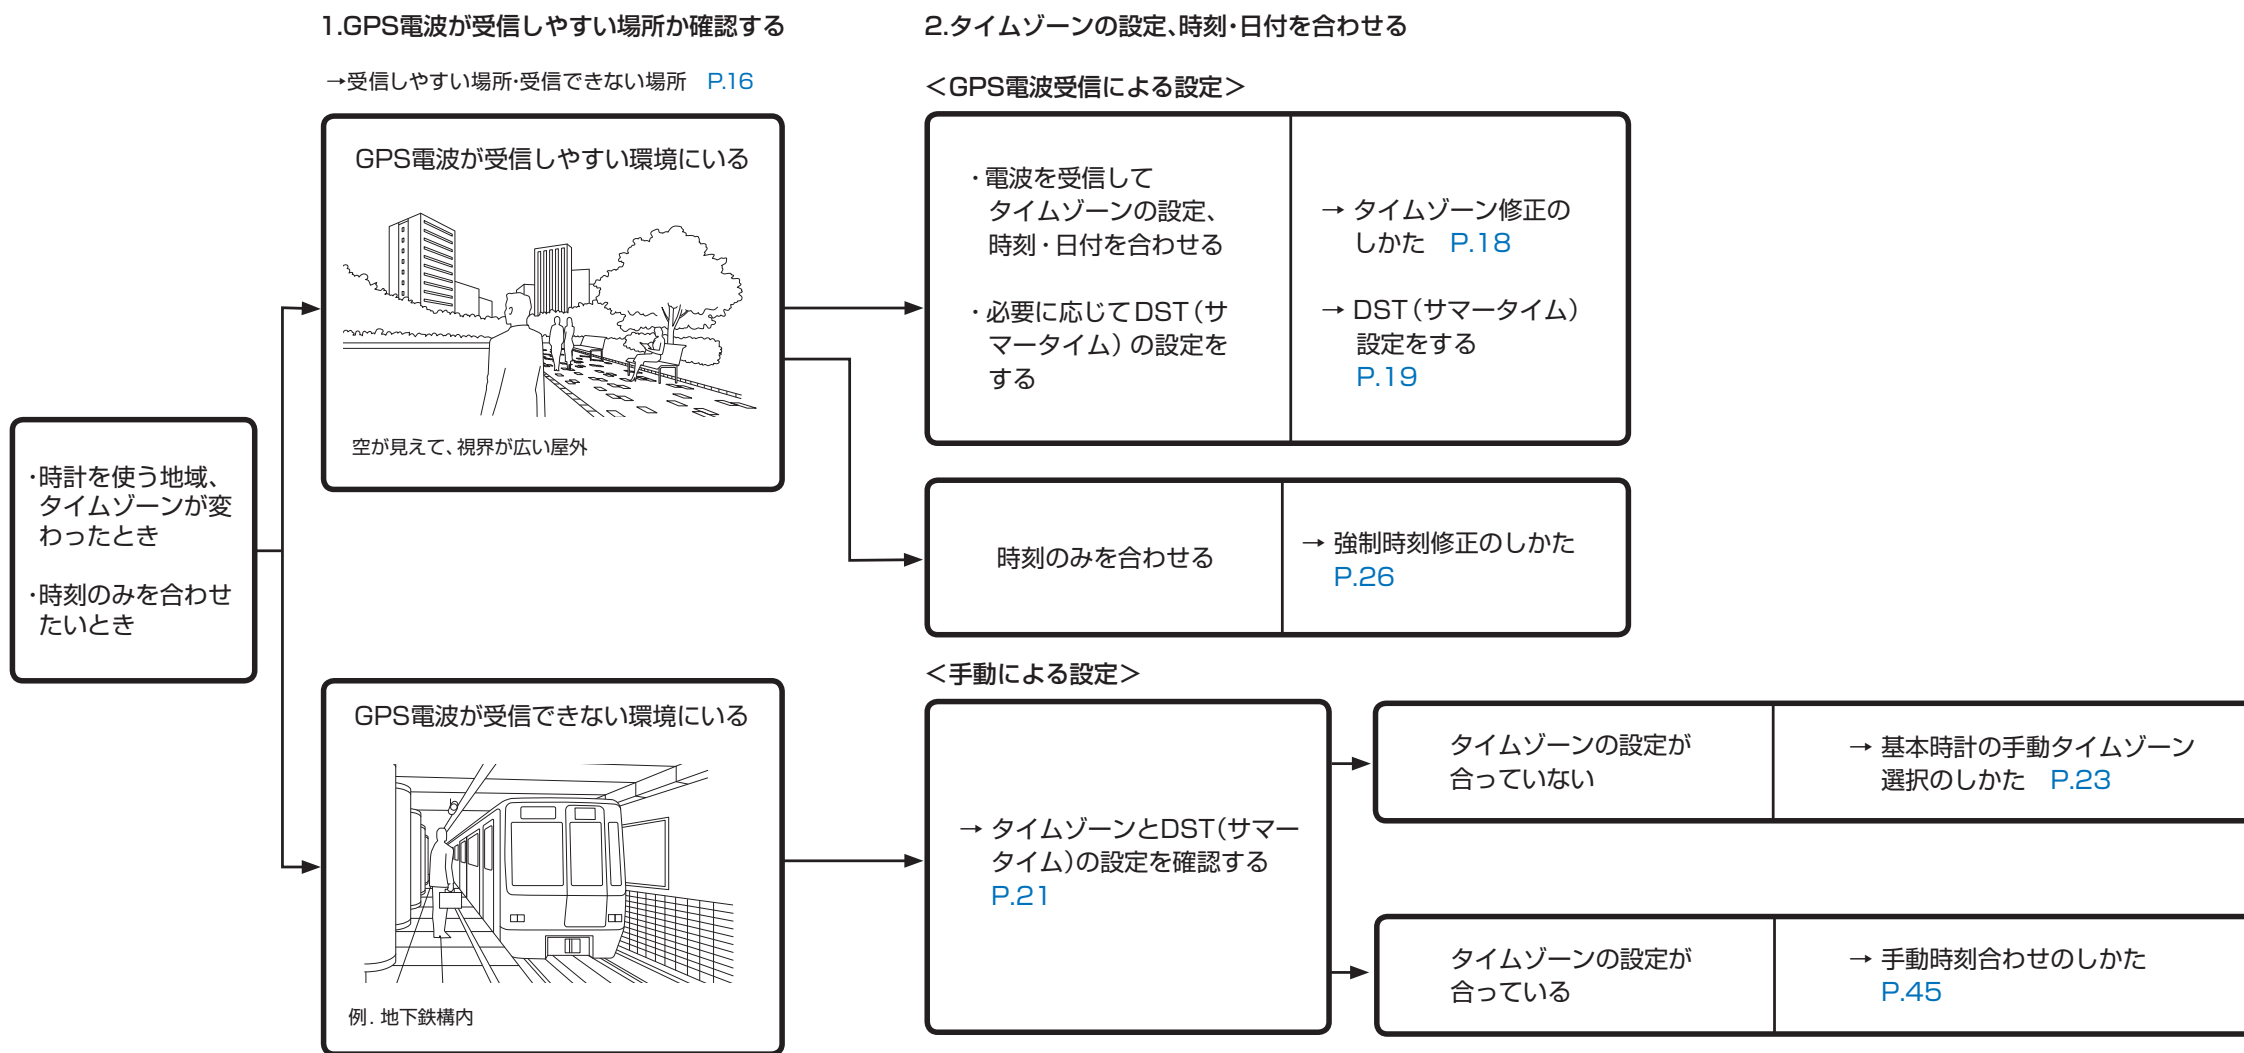 1.GPS電波が受信しやすい場所か確認する
→受信しやすい場所・受信できない場所 P.16
2.タイムゾーンの設定、時刻・日付を合わせる
・時計を使う地域、
タイムゾーンが変
わったとき
・時刻のみを合わせ
たいとき
GPS電波が受信しやすい環境にいる
空が見えて、視界が広い屋外
<GPS電波受信による設定>
・電波を受信して
タイムゾーンの設定、
時刻・日付を合わせる
・必要に応じてDST(サ
マータイム)の設定を
する
→ タイムゾーン修正の
しかた P.18
→ DST(サマータイム)
設定をする
P.19
時刻のみを合わせる
→ 強制時刻修正のしかた
P.26
GPS電波が受信できない環境にいる
例. 地下鉄構内
<手動による設定>
→ タイムゾーンとDST(サマー
タイム)の設定を確認する
P.21
タイムゾーンの設定が
合っていない
→ 基本時計の手動タイムゾーン
選択のしかた P.23
タイムゾーンの設定が
合っている
→ 手動時刻合わせのしかた
P.45